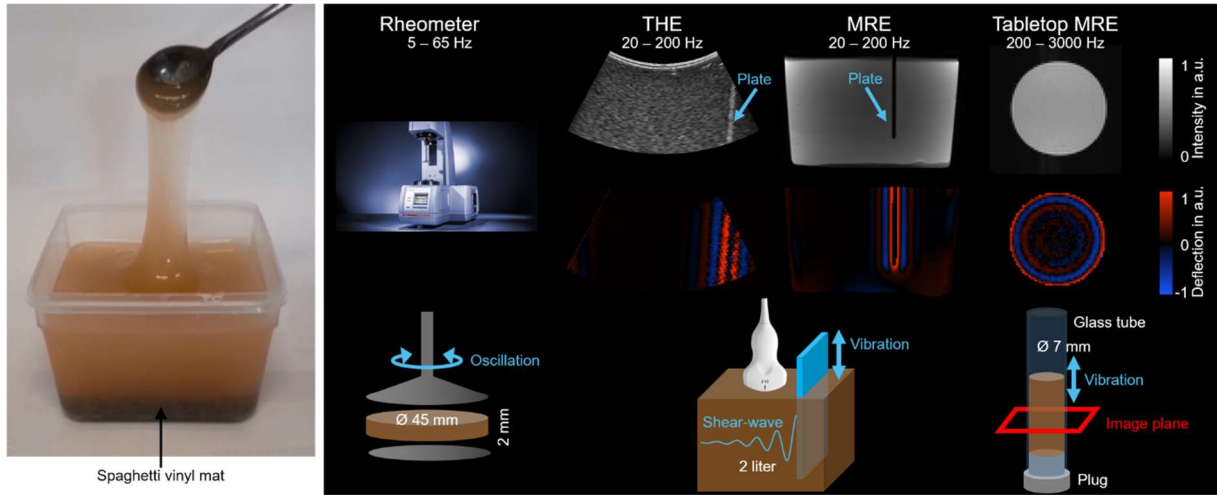 Spaghetti vinyl mat
Rheometer
5 – 65 Hz
THE
20 – 200 Hz
MRE
20 – 200 Hz
Tabletop MRE
200 – 3000 Hz
Plate
Plate
1
Intensity in a.u.
0
1
Deflection in a.u.
0
-1
Oscillation
Ø 45 mm
2 mm
Vibration
Shear-wave
2 liter
Glass tube
Ø 7 mm
Vibration
Image plane
Plug